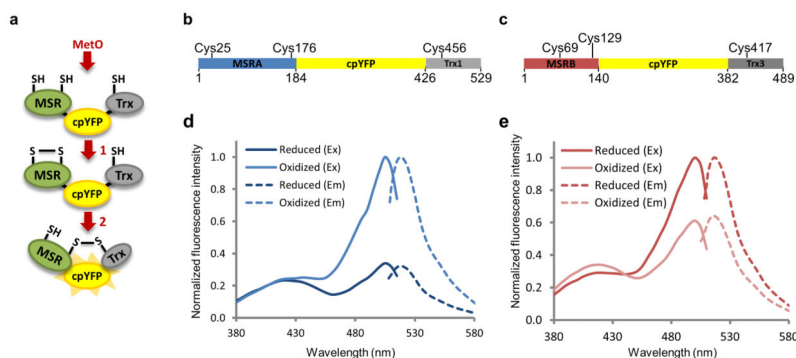 a
MetO
SH SH SH
MSR Trx
cpYFP
1
S S SH
MSR Trx
cpYFP
2
SH
S S
MSR Trx
cpYFP
b
Cys25 Cys176 Cys456
MSRA cpYFP Trx1
1 184 426 529
c
Cys129
Cys69 Cys417
MSRB cpYFP Trx3
1 140 382 489
d
Normalized fluorescence intensity
Reduced (Ex)
Oxidized (Ex)
Reduced (Em)
Oxidized (Em)
1.0
0.8
0.6
0.4
0.2
0.0
380 430 480 530 580
Wavelength (nm)
e
Normalized fluorescence intensity
Reduced (Ex)
Oxidized (Ex)
Reduced (Em)
Oxidized (Em)
1.0
0.8
0.6
0.4
0.2
0.0
380 430 480 530 580
Wavelength (nm)